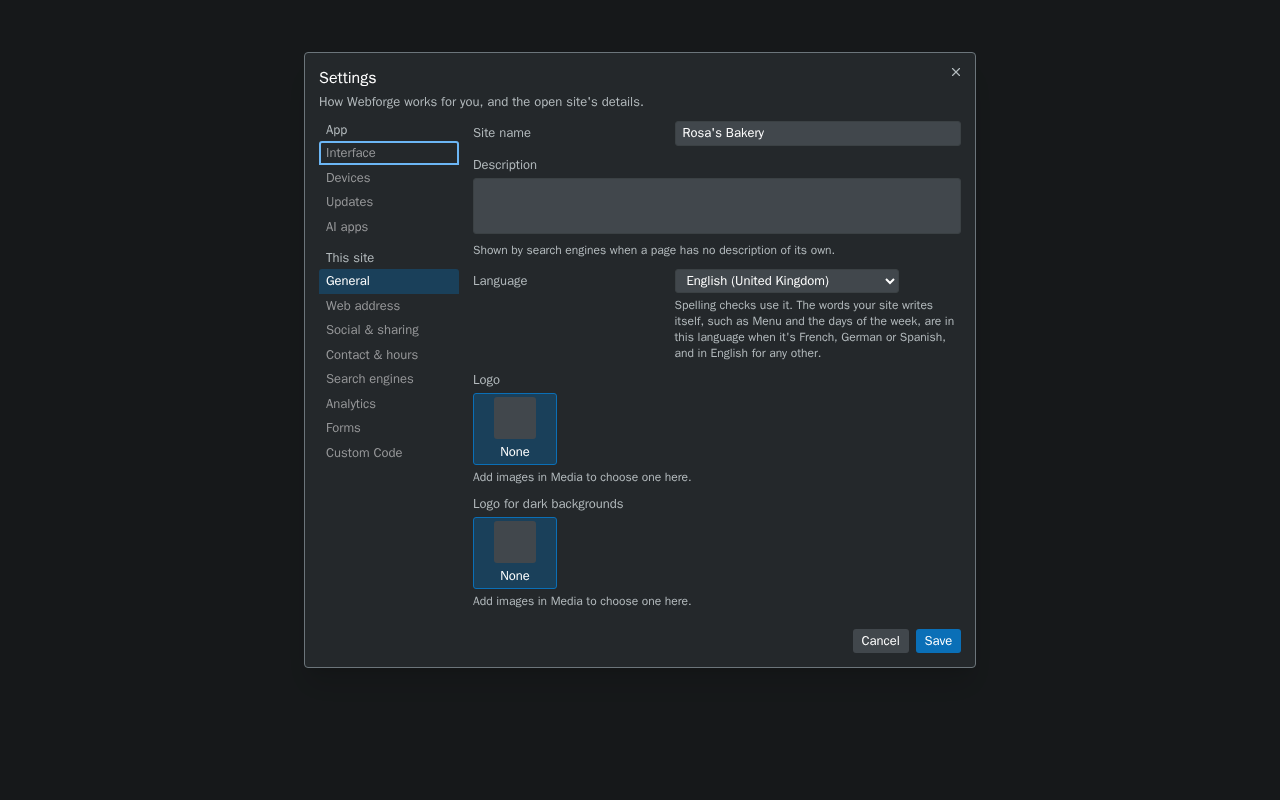 Settings
How Webforge works for you, and the open site's details.
App
Interface
Devices
Updates
AI apps
This site
General
Web address
Social & sharing
Contact & hours
Search engines
Analytics
Forms
Custom Code
Site name
Rosa's Bakery
Description
Shown by search engines when a page has no description of its own.
Language
English (United Kingdom)
Spelling checks use it. The words your site writes
itself, such as Menu and the days of the week, are in
this language when it's French, German or Spanish,
and in English for any other.
Logo
None
Add images in Media to choose one here.
Logo for dark backgrounds
None
Add images in Media to choose one here.
Cancel
Save